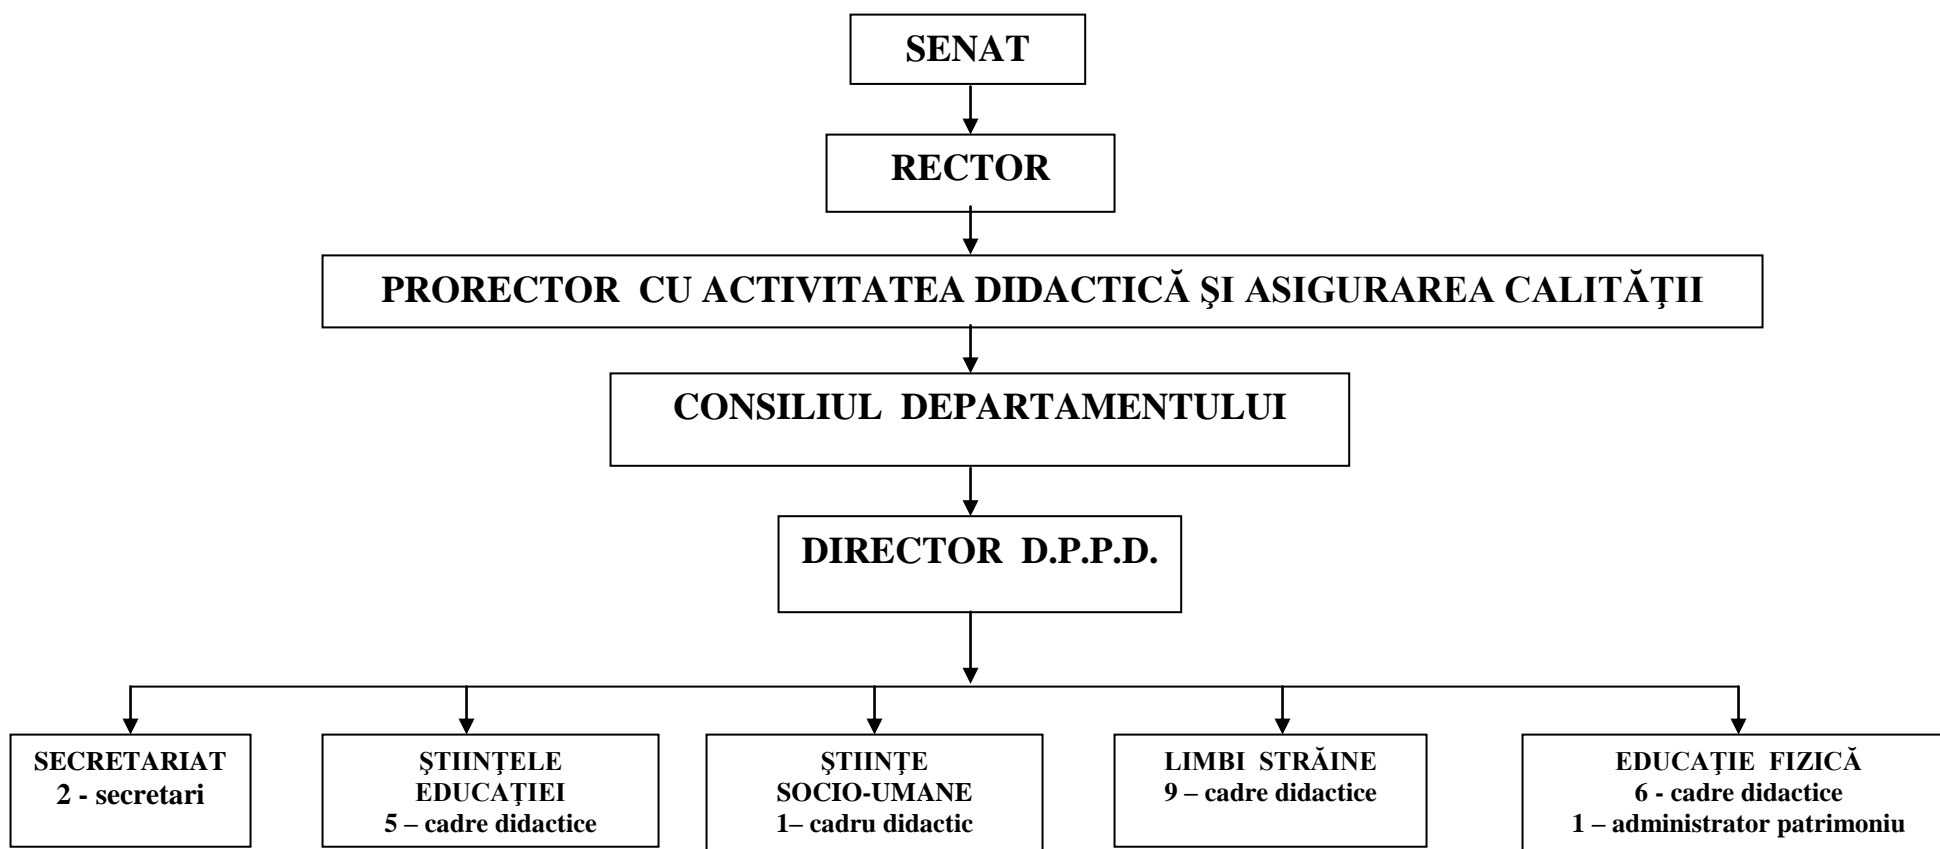 SENAT
RECTOR
PRORECTOR CU ACTIVITATEA DIDACTICĂ ŞI ASIGURAREA CALITĂŢII
CONSILIUL DEPARTAMENTULUI
DIRECTOR D.P.P.D.
SECRETARIAT
2 - secretari
ŞTIINŢELE
EDUCAŢIEI
5 – cadre didactice
ŞTIINŢE
SOCIO-UMANE
1– cadru didactic
LIMBI STRĂINE
9 – cadre didactice
EDUCAŢIE FIZICĂ
6 - cadre didactice
1 – administrator patrimoniu